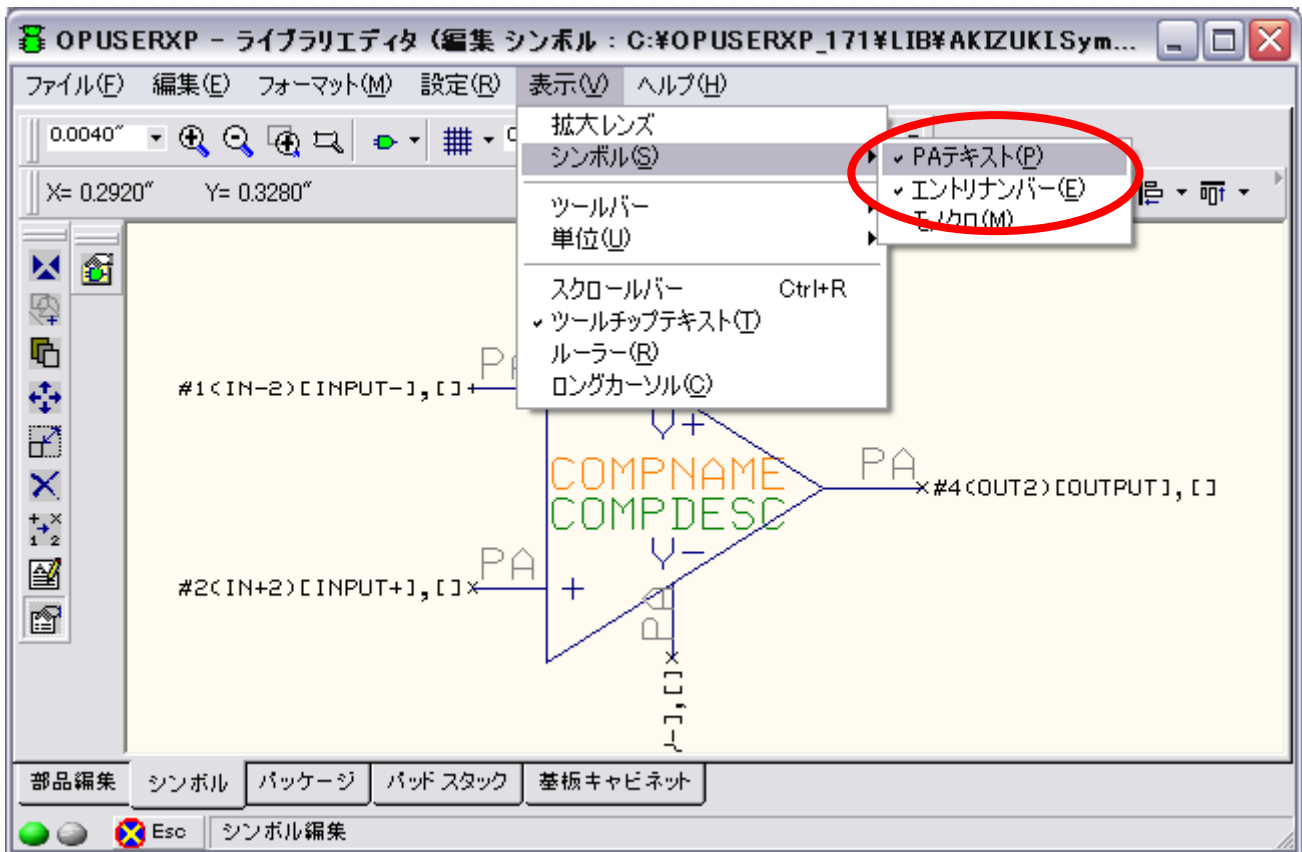 OPUSERXP - ライブラリエディタ (編集 シンボル : C:¥OPUSERXP_171¥LIB¥AKIZUKI.Sym...
ファイル(F) 編集(E) フォーマット(M) 設定(R) 表示(V) ヘルプ(H)
0.0040"
X= 0.2920" Y= 0.3280"
拡大レンズ
シンボル(S)
ツールバー
単位(U)
スクロールバー Ctrl+R
ツールチップテキスト(T)
ルーラー(R)
ロングカーソル(C)
PAテキスト(P)
エントリナンバー(E)
モノクロ(M)
#1(IN-2)[INPUT-],[]
V+
COMPNAME
COMPDESC
V-
PA
#4(OUT2)[OUTPUT],[]
PA
#2(IN+2)[INPUT+],[]
+
PA
部品編集 シンボル パッケージ パッド スタック 基板キャビネット
Esc シンボル編集